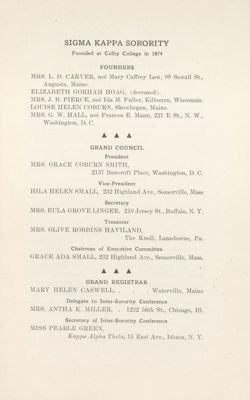 SIGMA KAPPA SORORITY
Founded at Colby College in 1874
FOUNDERS
MRS. L. D. CARVER, neé Mary Caffrey Low, 99 Sewall St.,
Augusta, Maine.
ELIZABETH GORHAM HOAG, (deceased).
MRS. J. B. PIERCE, neé Ida M. Fuller, Kilbourn, Wisconsin.
LOUISE HELEN COBURN, Skowhegan, Maine.
MRS. G. W. HALL, neé Frances E. Mann, 221 E St., N. W.,
Washington, D. C.
GRAND COUNCIL
President
MRS. GRACE COBURN SMITH,
2137 Bancroft Place, Washington, D. C.
Vice-President
HILA HELEN SMALL, 232 Highland Ave., Somerville, Mass
Secretary
MRS. EULA GROVE LINGER, 210 Jersey St., Buffalo, N. Y.
Treasurer
MRS. OLIVE ROBBINS HAVILAND,
The Knoll, Lansdowne, Pa.
Chairman of Executive Committee
GRACE ADA SMALL, 232 Highland Ave., Somerville, Mass.
GRAND REGISTRAR
MARY HELEN CASWELL, . . . . Waterville, Maine
Delegate to Inter-Sorority Conference
MRS. ANTHA K. MILLER, . 1252 56th St., Chicago, Ill.
Secretary of Inter-Sorority Conference
MISS PEARLE GREEN,
Kappa Alpha Theta, 15 East Ave., Ithaca, N. Y.